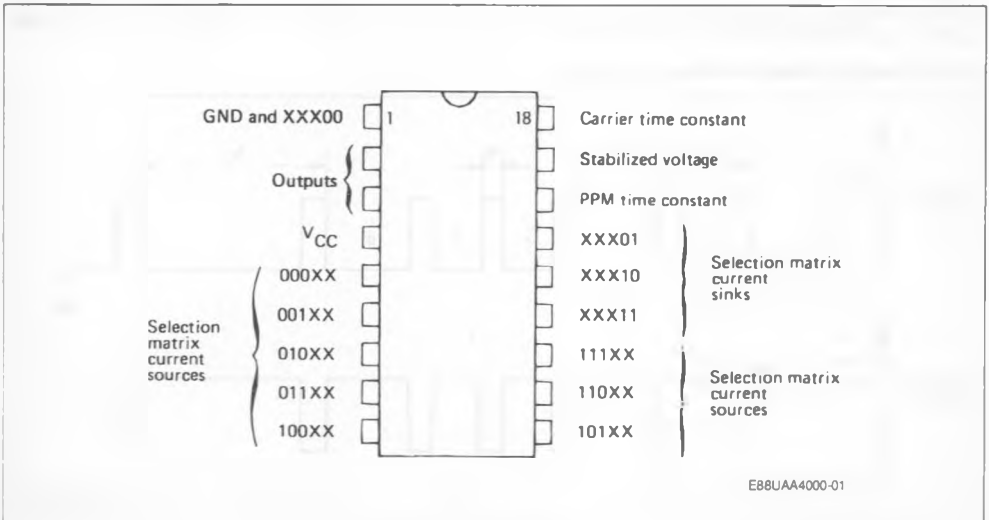 GND and XXX00
1
18
Carrier time constant
Outputs
Stabilized voltage
PPM time constant
VCC
XXX01
000XX
XXX10
001XX
XXX11
010XX
111XX
011XX
110XX
100XX
101XX
Selection
matrix
current
sources
Selection matrix
current
sinks
Selection matrix
current
sources
E88UAA4000-01